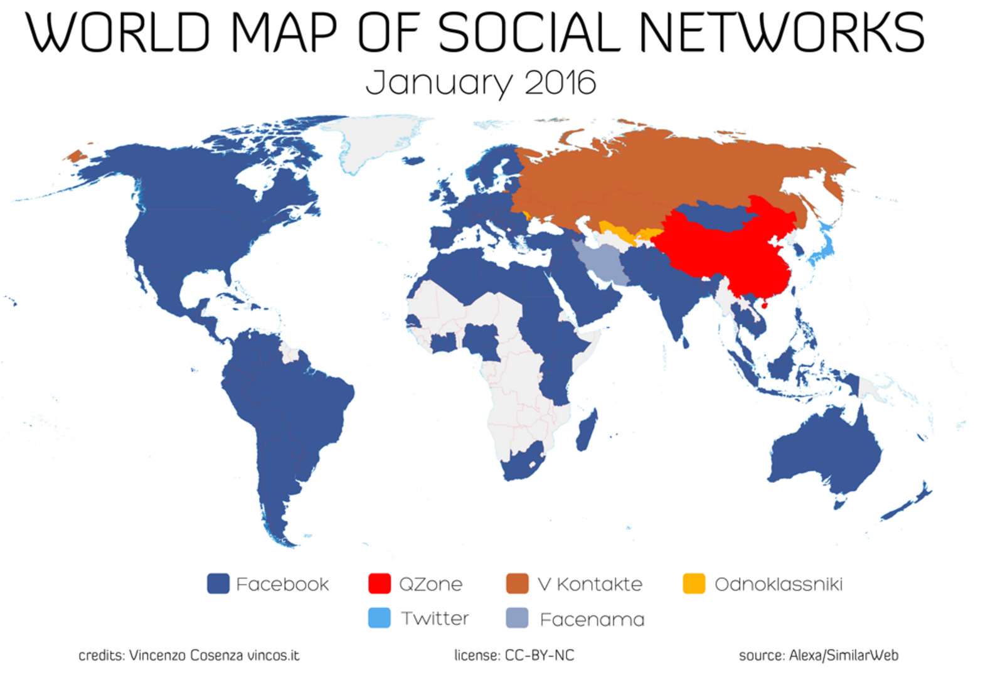 WORLD MAP OF SOCIAL NETWORKS
January 2016
Facebook QZone V Kontakte Odnoklassniki
Twitter Facenama
credits: Vincenzo Cosenza vincos.it license: CC-BY-NC source: Alexa/SimilarWeb